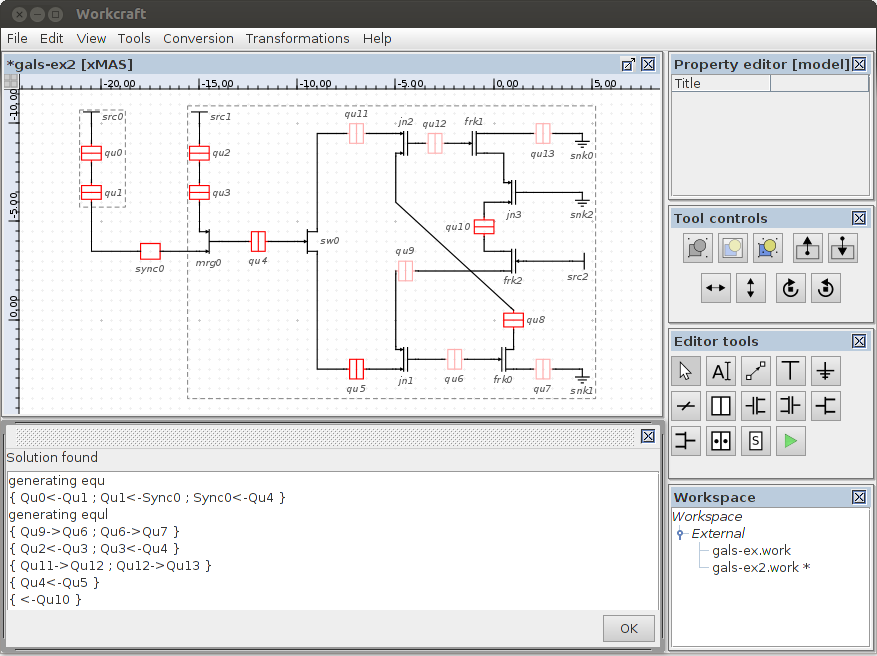 Workcraft
File Edit View Tools Conversion Transformations Help
*gals-ex2 [xMAS]
-20,00 -15,00 -10,00 -5,00 0,00 5,00
-10,00
-5,00
0,00
src0
src1
qu0
qu2
qu1
qu3
sync0
mrg0
qu4
sw0
qu11
jn2
qu12
frk1
qu13
snk0
jn3
snk2
qu10
qu9
frk2
src2
qu8
qu5
jn1
qu6
frk0
qu7
snk1
Solution found
generating equ
{ Qu0<-Qu1 ; Qu1<-Sync0 ; Sync0<-Qu4 }
generating equl
{ Qu9->Qu6 ; Qu6->Qu7 }
{ Qu2<-Qu3 ; Qu3<-Qu4 }
{ Qu11->Qu12 ; Qu12->Qu13 }
{ Qu4<-Qu5 }
{ <-Qu10 }
OK
Property editor [model]
Title
Tool controls
Editor tools
AI
S
Workspace
Workspace
External
gals-ex.work
gals-ex2.work *